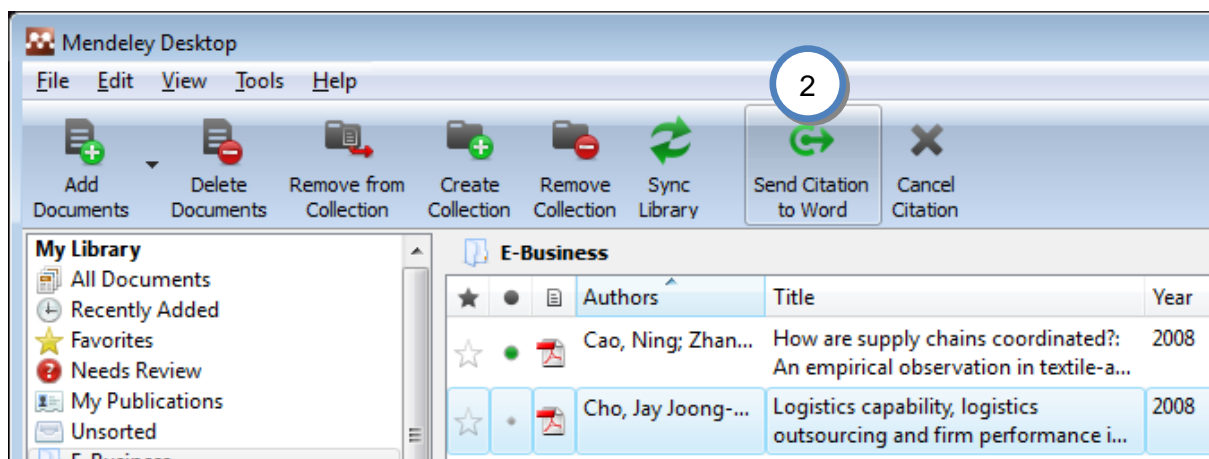 Mendeley Desktop
File Edit View Tools Help
2
Add Documents
Delete Documents
Remove from Collection
Create Collection
Remove Collection
Sync Library
Send Citation to Word
Cancel Citation
My Library
All Documents
Recently Added
Favorites
Needs Review
My Publications
Unsorted
E-Business
E-Business
Authors Title Year
Cao, Ning; Zhan... How are supply chains coordinated?: 2008
An empirical observation in textile-a...
Cho, Jay Joong-... Logistics capability, logistics 2008
outsourcing and firm performance i...